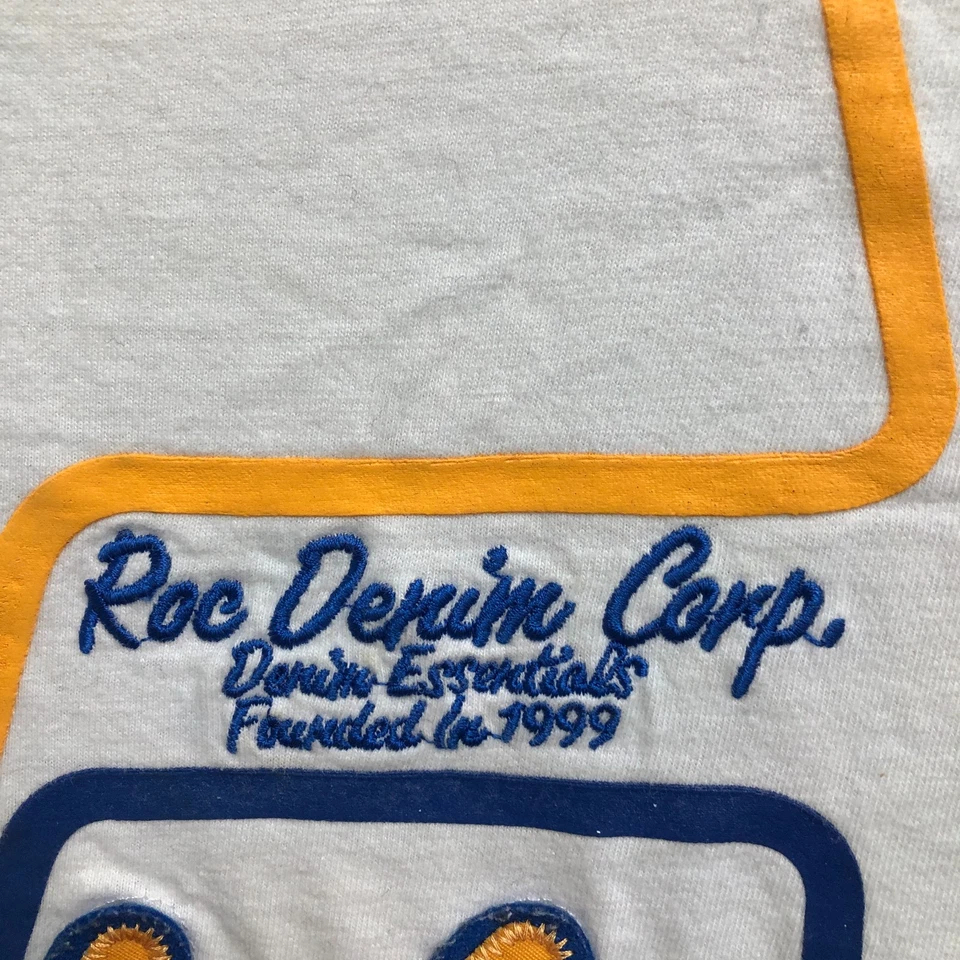 Roc Denim Corp.
Denim Essentials
Founded In 1999